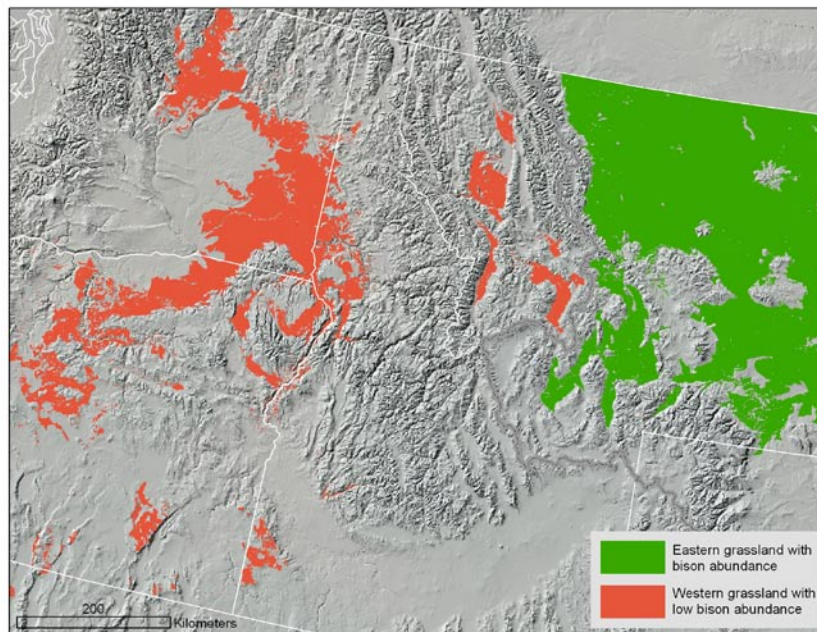 Eastern grassland with
bison abundance
Western grassland with
low bison abundance
200
Kilometers